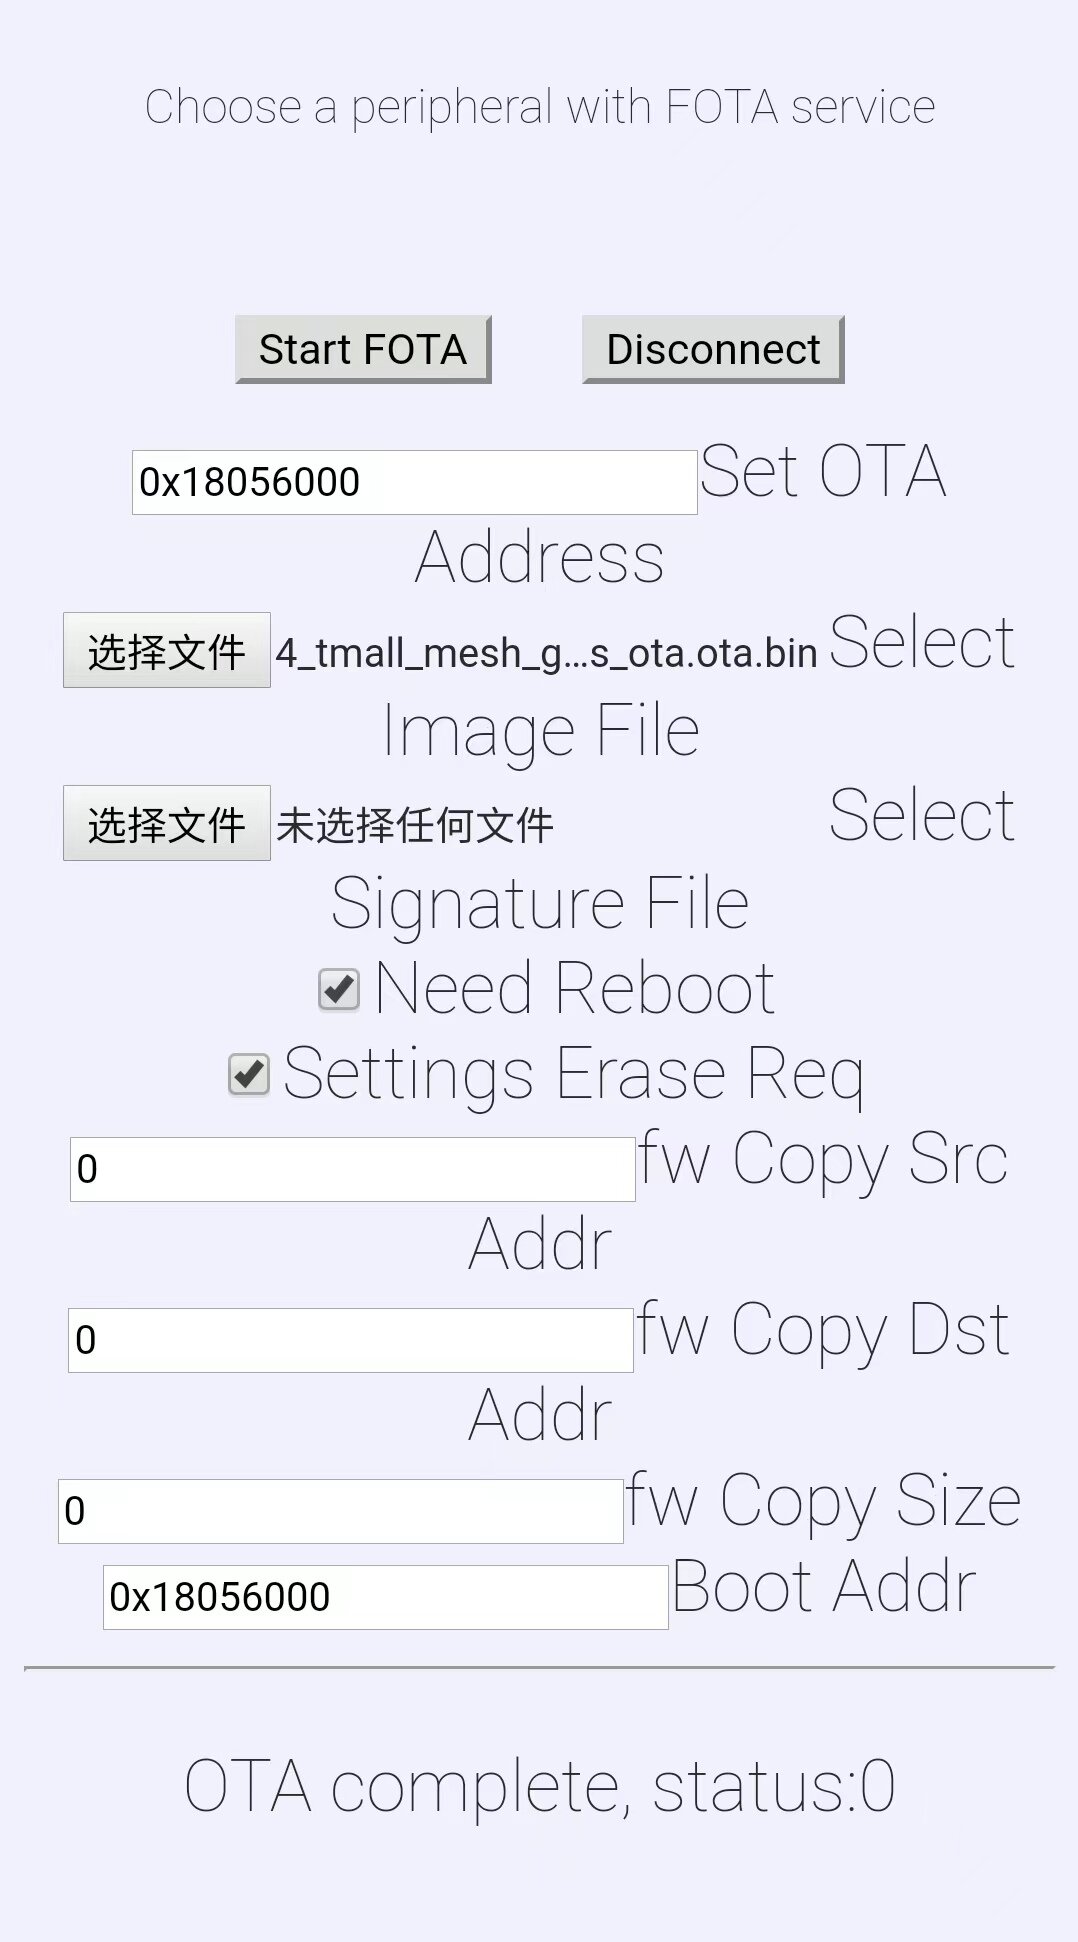 Choose a peripheral with FOTA service
Start FOTA Disconnect
0x18056000 Set OTA
Address
选择文件 4_tmall_mesh_g…s_ota.ota.bin Select
Image File
选择文件 未选择任何文件 Select
Signature File
Need Reboot
Settings Erase Req
0 fw Copy Src
Addr
0 fw Copy Dst
Addr
0 fw Copy Size
0x18056000 Boot Addr
OTA complete, status:0